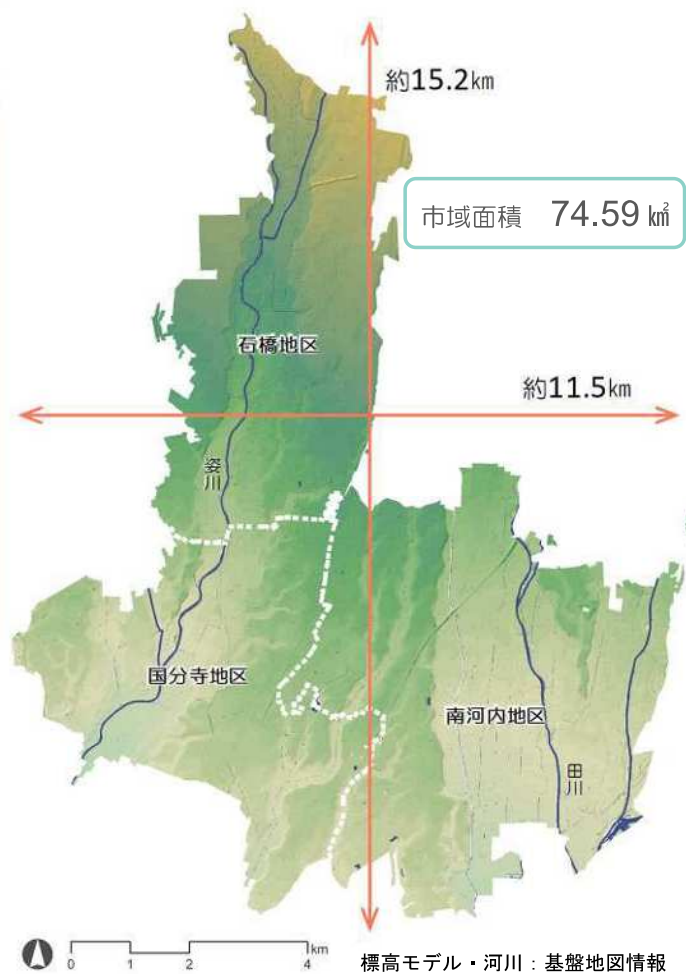 約15.2km
市域面積 74.59 km²
石橋地区
約11.5km
姿川
国分寺地区
南河内地区
田川
0 1 2 4 km
標高モデル・河川：基盤地図情報